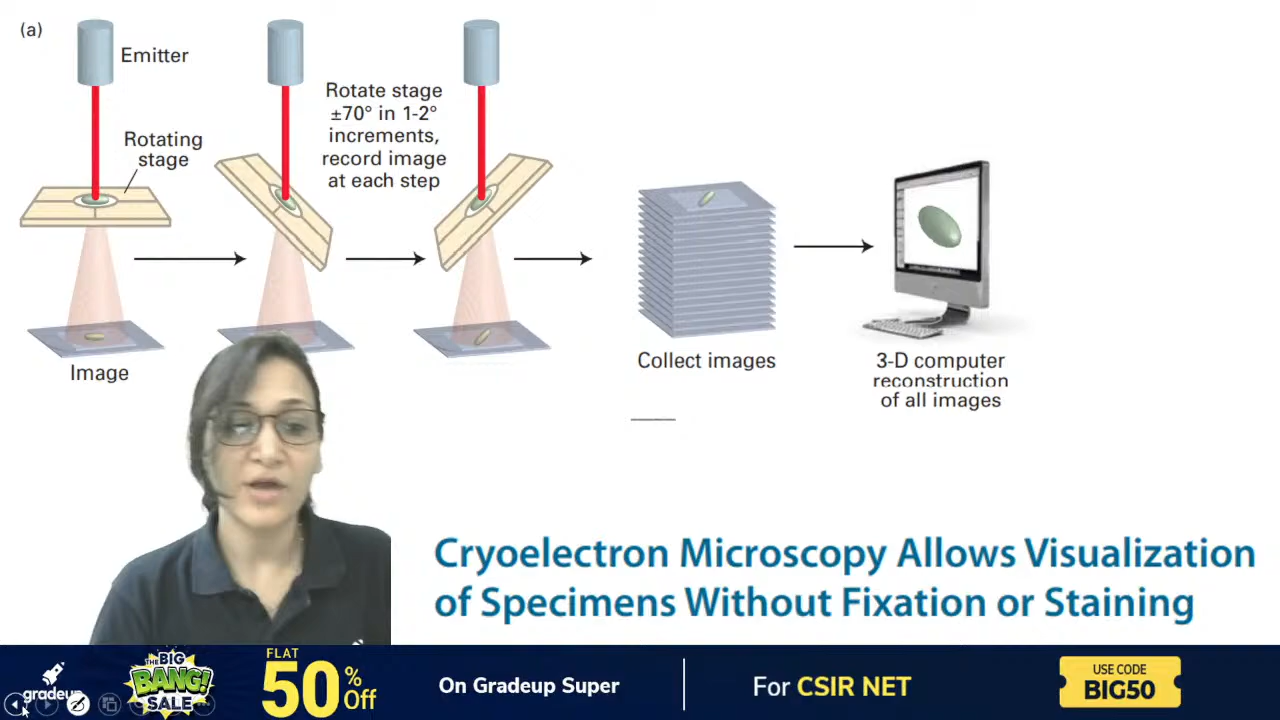 (a)
Emitter
Rotating
stage
Rotate stage
±70° in 1-2°
increments,
record image
at each step
Image
Collect images
3-D computer
reconstruction
of all images
Cryoelectron Microscopy Allows Visualization
of Specimens Without Fixation or Staining
gradeup
THE BIG
BANG!
SALE
FLAT
50% Off
On Gradeup Super
For CSIR NET
USE CODE
BIG50